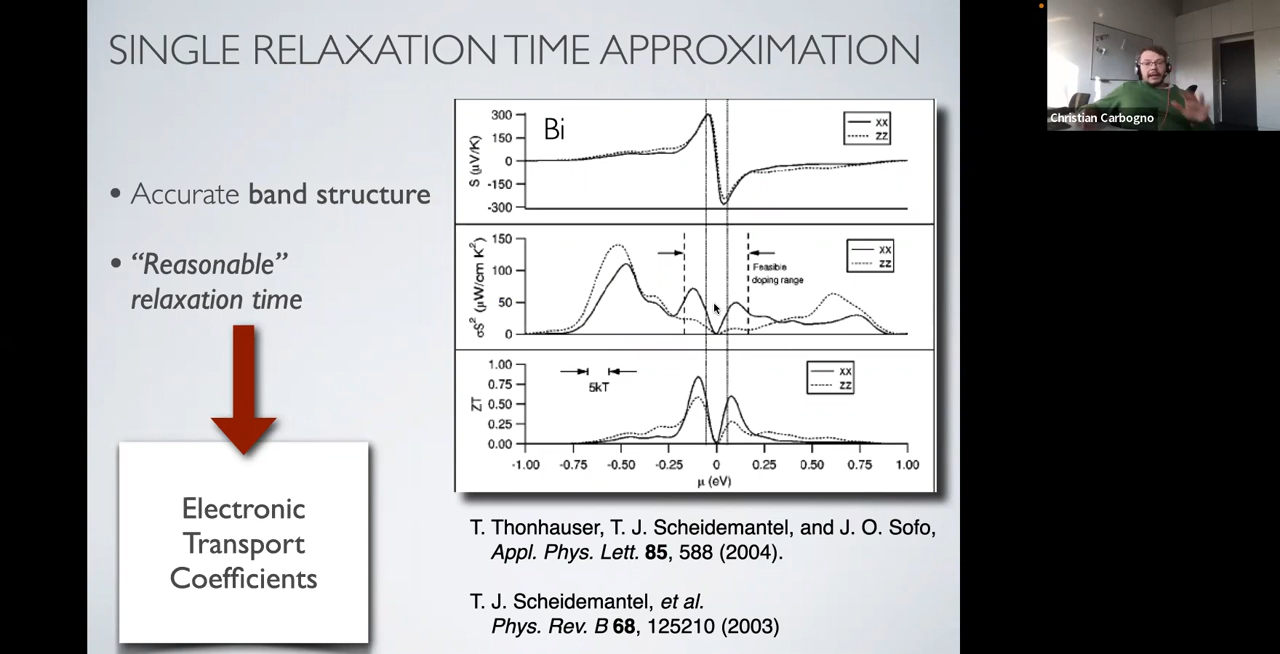 SINGLE RELAXATION TIME APPROXIMATION
Christian Carbogno
• Accurate band structure
• “Reasonable”
relaxation time
Electronic
Transport
Coefficients
Bi
S (μV/K)
300
150
0
-150
-300
xx
zz
σS² (μW/cm K²)
150
100
50
0
xx
zz
Feasible
doping range
ZT
1.00
0.75
0.50
0.25
0.00
5kT
xx
zz
-1.00 -0.75 -0.50 -0.25 0 0.25 0.50 0.75 1.00
μ (eV)
T. Thonhauser, T. J. Scheidemantel, and J. O. Sofo,
Appl. Phys. Lett. 85, 588 (2004).
T. J. Scheidemantel, et al.
Phys. Rev. B 68, 125210 (2003)